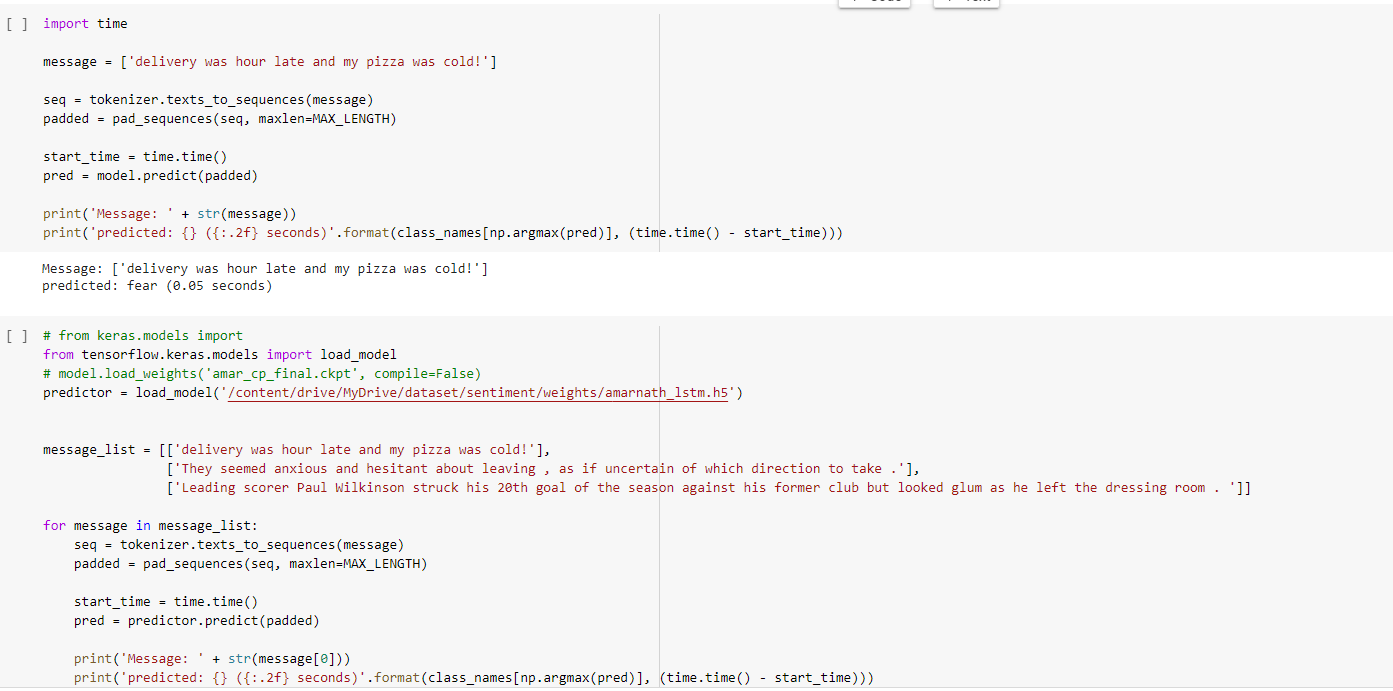 [ ] import time
message = ['delivery was hour late and my pizza was cold!']
seq = tokenizer.texts_to_sequences(message)
padded = pad_sequences(seq, maxlen=MAX_LENGTH)
start_time = time.time()
pred = model.predict(padded)
print('Message: ' + str(message))
print('predicted: {} ({:.2f} seconds)'.format(class_names[np.argmax(pred)], (time.time() - start_time)))
Message: ['delivery was hour late and my pizza was cold!']
predicted: fear (0.05 seconds)
[ ] # from keras.models import
from tensorflow.keras.models import load_model
# model.load_weights('amar_cp_final.ckpt', compile=False)
predictor = load_model('/content/drive/MyDrive/dataset/sentiment/weights/amarnath_lstm.h5')
message_list = [['delivery was hour late and my pizza was cold!'],
['They seemed anxious and hesitant about leaving , as if uncertain of which direction to take .'],
['Leading scorer Paul Wilkinson struck his 20th goal of the season against his former club but looked glum as he left the dressing room . ']]
for message in message_list:
seq = tokenizer.texts_to_sequences(message)
padded = pad_sequences(seq, maxlen=MAX_LENGTH)
start_time = time.time()
pred = predictor.predict(padded)
print('Message: ' + str(message[0]))
print('predicted: {} ({:.2f} seconds)'.format(class_names[np.argmax(pred)], (time.time() - start_time)))